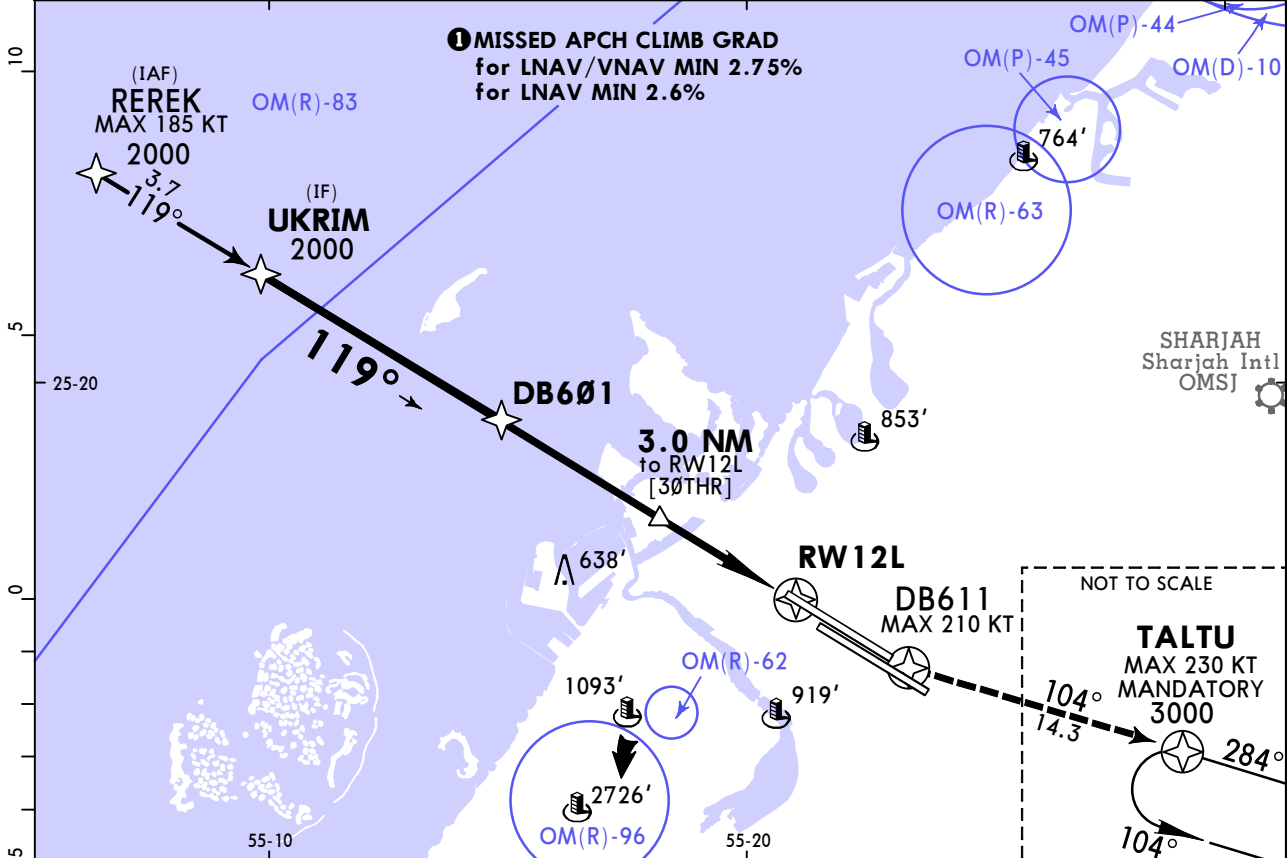 10
5
25-20
0
5
❶MISSED APCH CLIMB GRAD
for LNAV/VNAV MIN 2.75%
for LNAV MIN 2.6%
OM(P)-44
OM(P)-45
OM(D)-10
(IAF)
REREK
MAX 185 KT
2000
OM(R)-83
764'
3.7
119°
(IF)
UKRIM
2000
OM(R)-63
SHARJAH
Sharjah Intl
OMSJ
119°
DB6Ø1
853'
3.0 NM
to RW12L
[3ØTHR]
638'
RW12L
NOT TO SCALE
DB611
MAX 210 KT
TALTU
MAX 230 KT
MANDATORY
3000
OM(R)-62
1093'
919'
104°
14.3
284°
2726'
OM(R)-96
104°
55-10
55-20